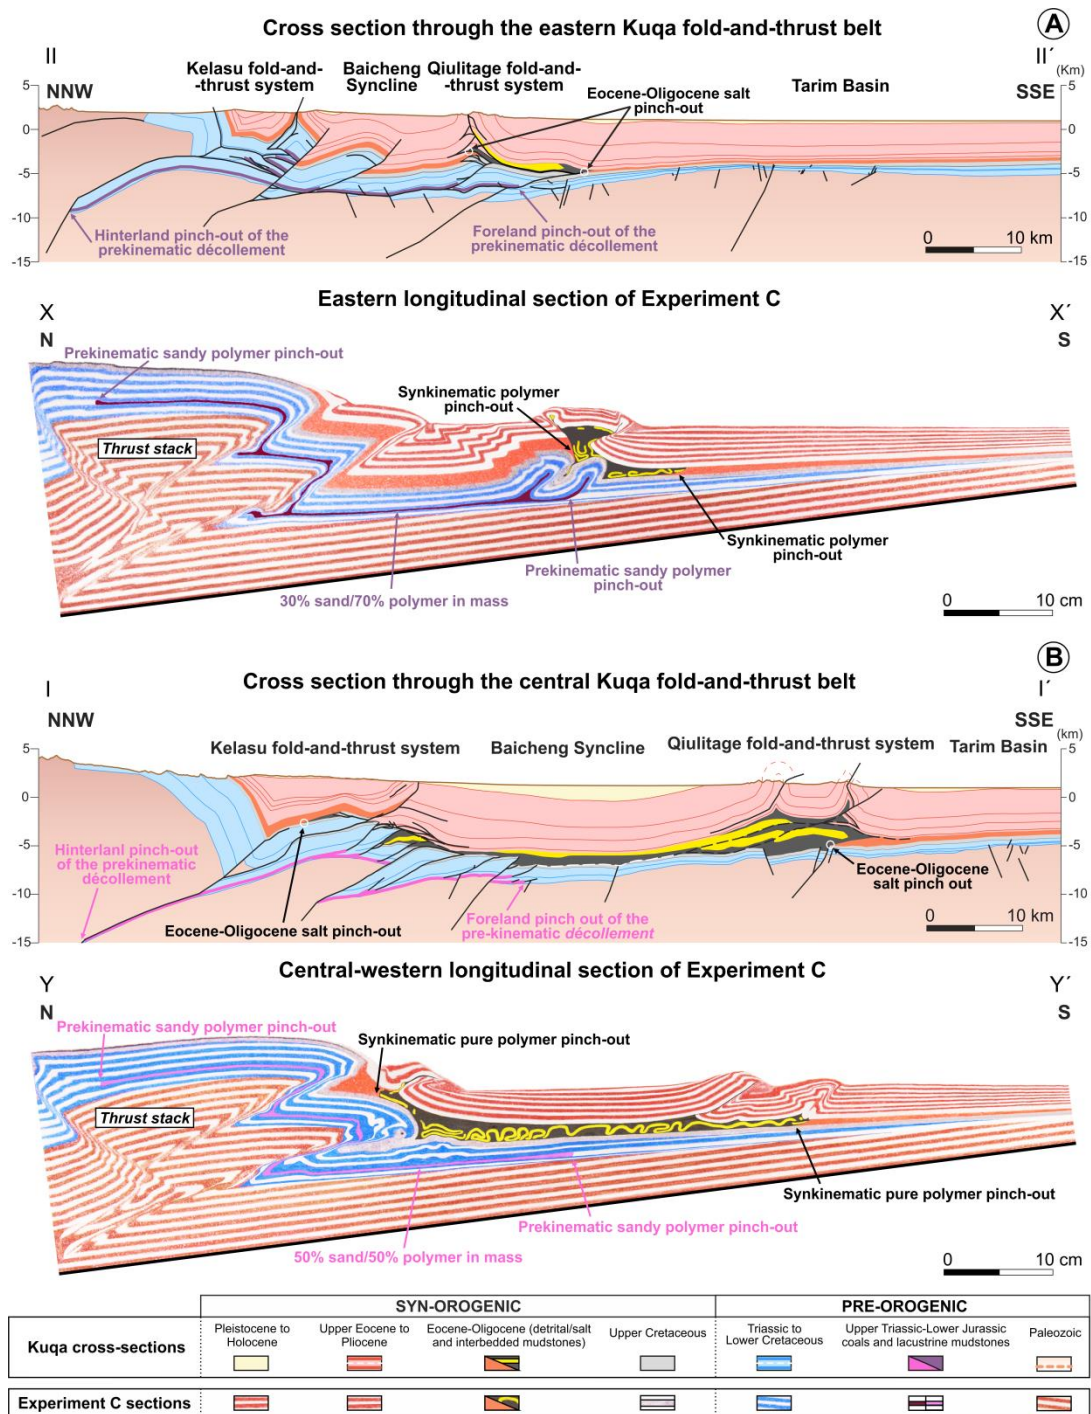 Cross section through the eastern Kuqa fold-and-thrust belt
A
II
NNW
Kelasu fold-and-
-thrust system
Baicheng
Syncline
Qiulitage fold-and-
-thrust system
Eocene-Oligocene salt
pinch-out
Tarim Basin
II´
(Km)
SSE
5
0
-5
-10
-15
5
0
-5
-10
-15
Hinterland pinch-out of the
prekinematic décollement
Foreland pinch-out of the
prekinematic décollement
0 10 km
Eastern longitudinal section of Experiment C
X
N
X´
S
Prekinematic sandy polymer pinch-out
Synkinematic polymer
pinch-out
Thrust stack
Synkinematic polymer
pinch-out
Prekinematic sandy polymer
pinch-out
30% sand/70% polymer in mass
0 10 cm
B
Cross section through the central Kuqa fold-and-thrust belt
I
NNW
I´
SSE
(km)
Kelasu fold-and-thrust system
Baicheng Syncline
Qiulitage fold-and-thrust system
Tarim Basin
5
0
-5
-10
-15
5
0
-5
-10
-15
Hinterlanl pinch-out
of the prekinematic
décollement
Eocene-Oligocene salt pinch-out
Foreland pinch out of the
pre-kinematic décollement
Eocene-Oligocene
salt pinch out
0 10 km
Central-western longitudinal section of Experiment C
Y
N
Y´
S
Prekinematic sandy polymer pinch-out
Synkinematic pure polymer pinch-out
Thrust stack
Synkinematic pure polymer pinch-out
Prekinematic sandy polymer pinch-out
50% sand/50% polymer in mass
0 10 cm
SYN-OROGENIC
PRE-OROGENIC
Kuqa cross-sections
Pleistocene to
Holocene
Upper Eocene to
Pliocene
Eocene-Oligocene (detrital/salt
and interbedded mudstones)
Upper Cretaceous
Triassic to
Lower Cretaceous
Upper Triassic-Lower Jurassic
coals and lacustrine mudstones
Paleozoic
Experiment C sections